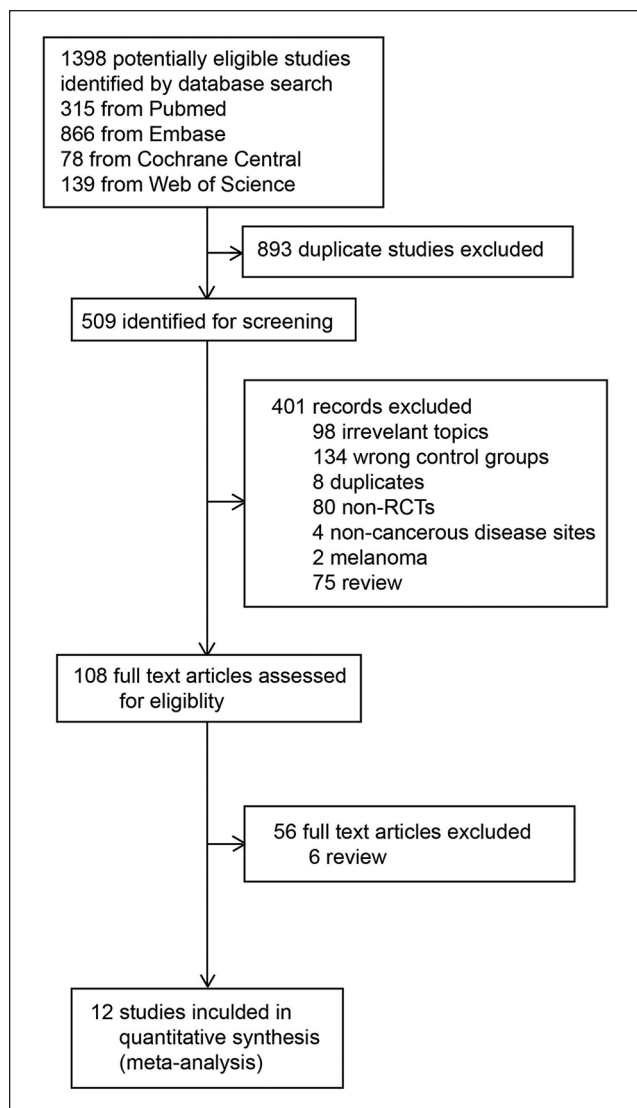 1398 potentially eligible studies
identified by database search
315 from Pubmed
866 from Embase
78 from Cochrane Central
139 from Web of Science
893 duplicate studies excluded
509 identified for screening
401 records excluded
98 irrevelant topics
134 wrong control groups
8 duplicates
80 non-RCTs
4 non-cancerous disease sites
2 melanoma
75 review
108 full text articles assessed
for eligiblity
56 full text articles excluded
6 review
12 studies inculded in
quantitative synthesis
(meta-analysis)